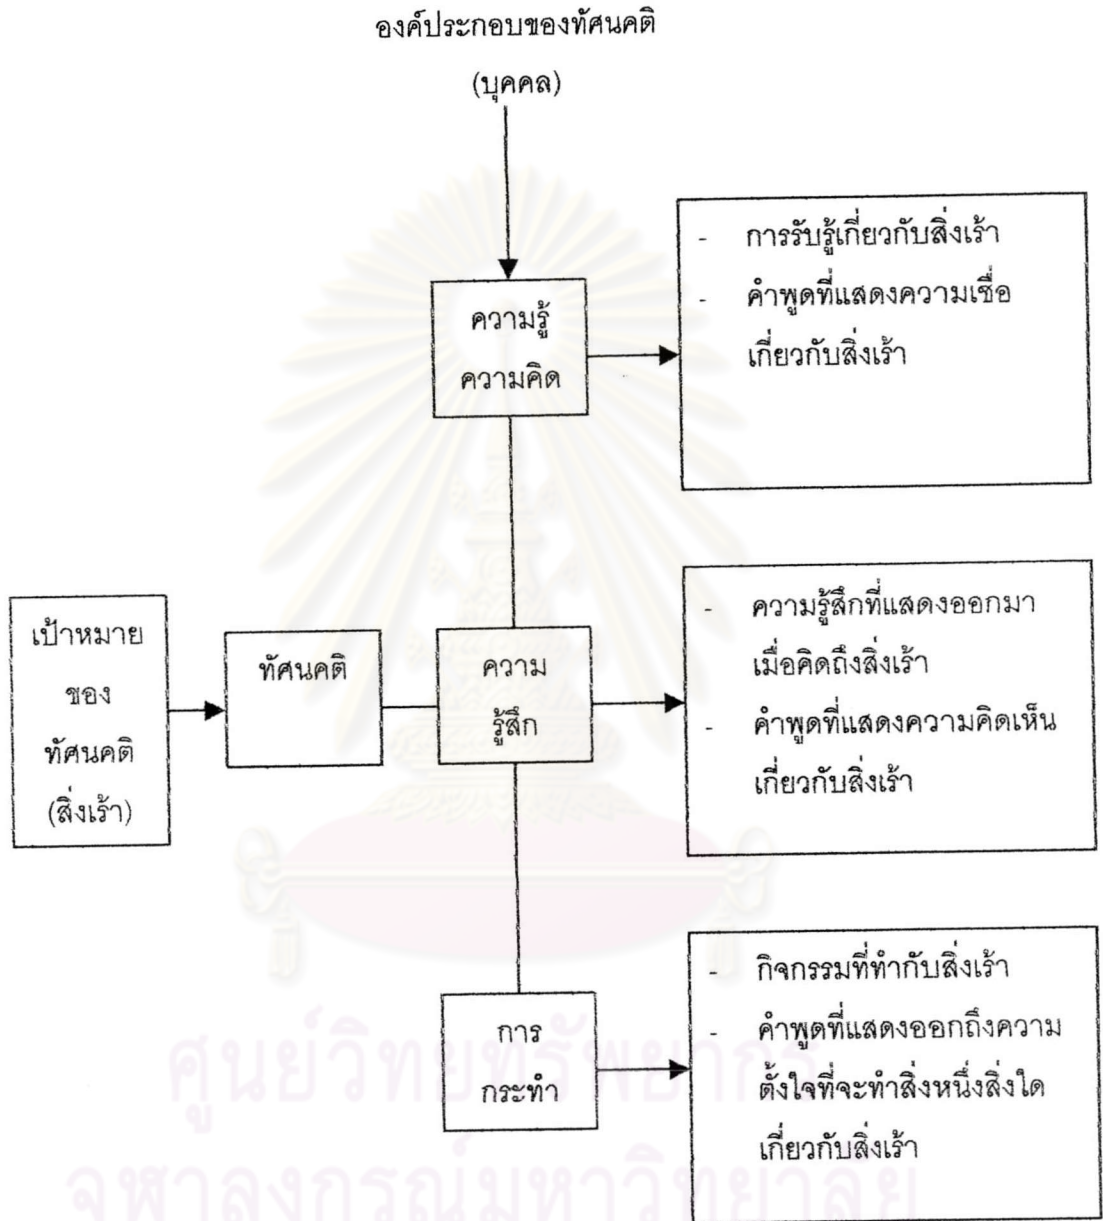 องค์ประกอบของทัศนคติ
(บุคคล)
ความรู้
ความคิด
- การรับรู้เกี่ยวกับสิ่งเร้า
- คำพูดที่แสดงความเชื่อ
เกี่ยวกับสิ่งเร้า
เป้าหมาย
ของ
ทัศนคติ
(สิ่งเร้า)
ทัศนคติ
ความ
รู้สึก
- ความรู้สึกที่แสดงออกมา
เมื่อคิดถึงสิ่งเร้า
- คำพูดที่แสดงความคิดเห็น
เกี่ยวกับสิ่งเร้า
การ
กระทำ
- กิจกรรมที่ทำกับสิ่งเร้า
- คำพูดที่แสดงออกถึงความ
ตั้งใจที่จะทำสิ่งหนึ่งสิ่งใด
เกี่ยวกับสิ่งเร้า
ศูนย์วิทยทรัพยากร
จุฬาลงกรณ์มหาวิทยาลัย